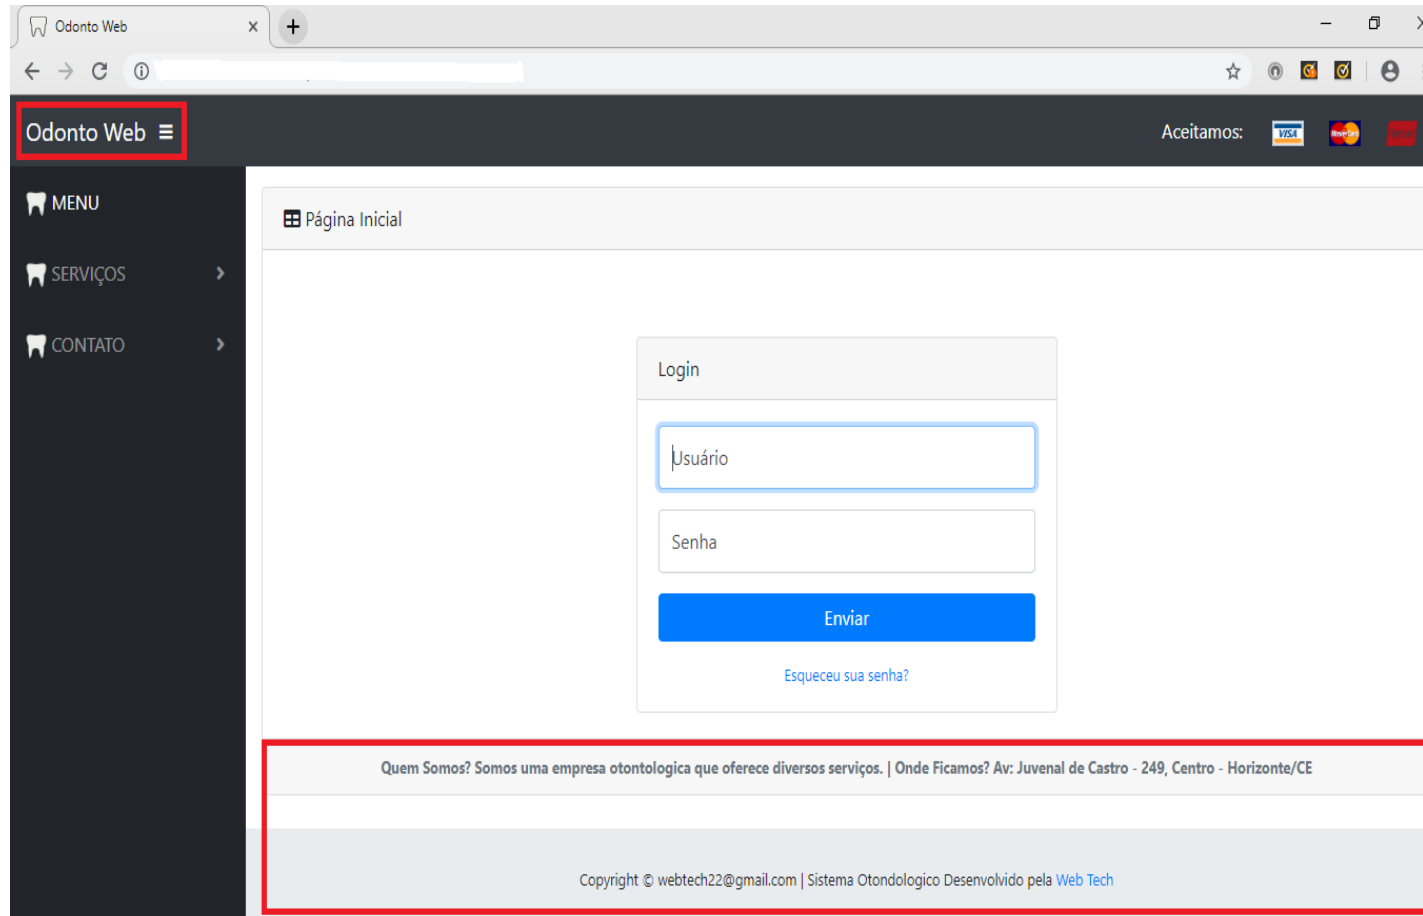 Odonto Web
Odonto Web
Aceitamos:
VISA
MasterCard
MENU
SERVIÇOS
CONTATO
Página Inicial
Login
Usuário
Senha
Enviar
Esqueceu sua senha?
Quem Somos? Somos uma empresa otontologica que oferece diversos serviços. | Onde Ficamos? Av: Juvenal de Castro - 249, Centro - Horizonte/CE
Copyright © webtech22@gmail.com | Sistema Otondologico Desenvolvido pela Web Tech